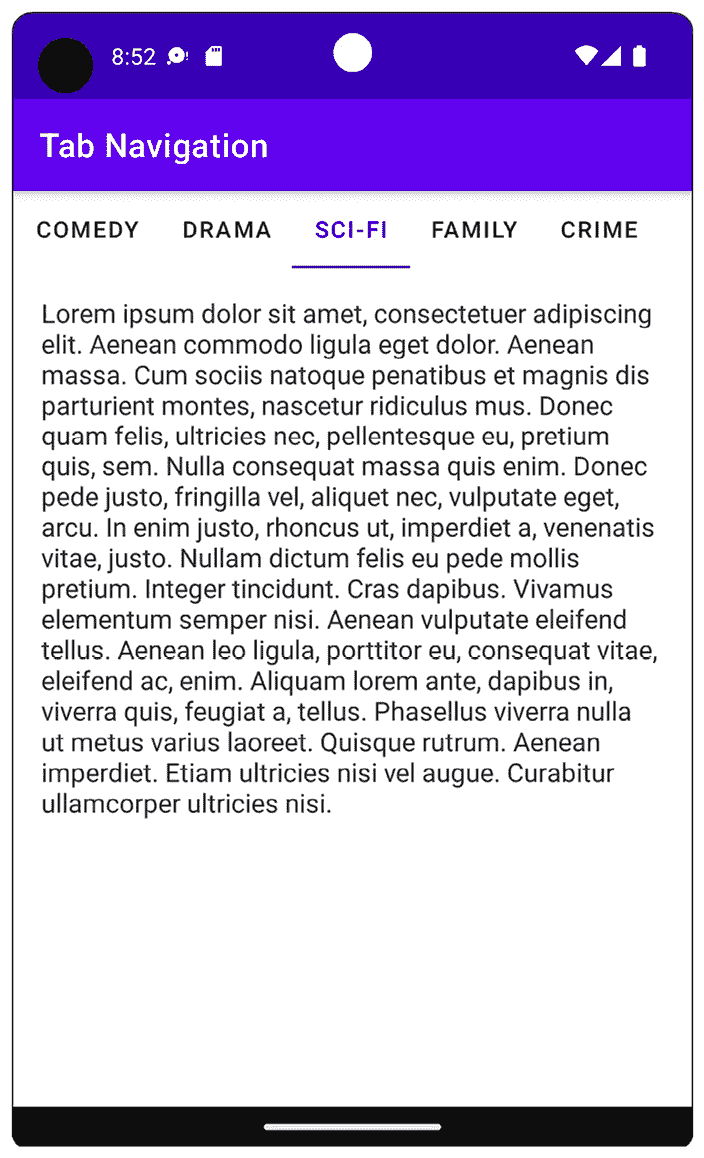 8:52
Tab Navigation
COMEDY DRAMA SCI-FI FAMILY CRIME
Lorem ipsum dolor sit amet, consectetuer adipiscing
elit. Aenean commodo ligula eget dolor. Aenean
massa. Cum sociis natoque penatibus et magnis dis
parturient montes, nascetur ridiculus mus. Donec
quam felis, ultricies nec, pellentesque eu, pretium
quis, sem. Nulla consequat massa quis enim. Donec
pede justo, fringilla vel, aliquet nec, vulputate eget,
arcu. In enim justo, rhoncus ut, imperdiet a, venenatis
vitae, justo. Nullam dictum felis eu pede mollis
pretium. Integer tincidunt. Cras dapibus. Vivamus
elementum semper nisi. Aenean vulputate eleifend
tellus. Aenean leo ligula, porttitor eu, consequat vitae,
eleifend ac, enim. Aliquam lorem ante, dapibus in,
viverra quis, feugiat a, tellus. Phasellus viverra nulla
ut metus varius laoreet. Quisque rutrum. Aenean
imperdiet. Etiam ultricies nisi vel augue. Curabitur
ullamcorper ultricies nisi.